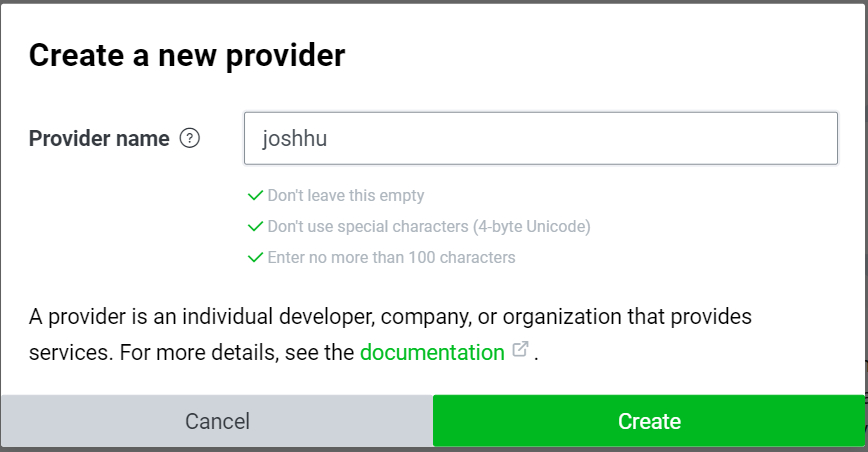 Create a new provider
Provider name ?
joshhu
Don't leave this empty
Don't use special characters (4-byte Unicode)
Enter no more than 100 characters
A provider is an individual developer, company, or organization that provides
services. For more details, see the documentation .
Cancel
Create